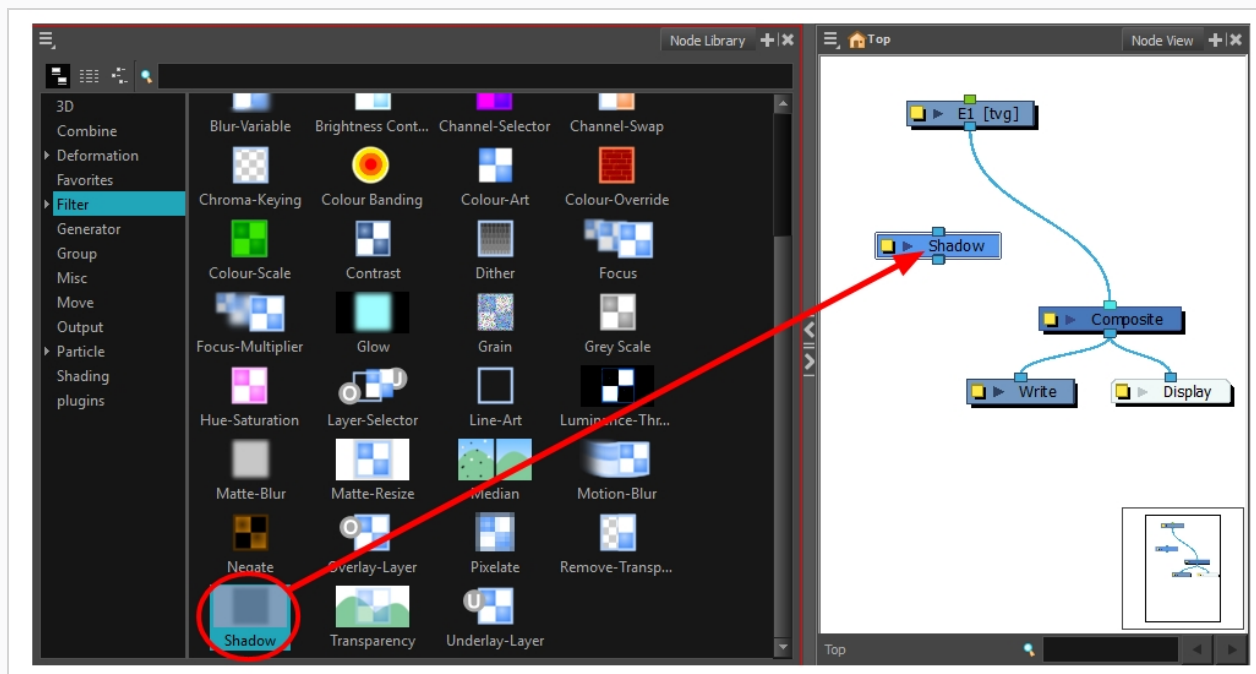 Node Library
Top
Node View
3D
Combine
Deformation
Favorites
Filter
Generator
Group
Misc
Move
Output
Particle
Shading
plugins
Blur-Variable Brightness Cont... Channel-Selector Channel-Swap
Chroma-Keying Colour Banding Colour-Art Colour-Override
Colour-Scale Contrast Dither Focus
Focus-Multiplier Glow Grain Grey Scale
O U
Hue-Saturation Layer-Selector Line-Art Luminence-Thr...
Matte-Blur Matte-Resize Median Motion-Blur
O
Negate Overlay-Layer Pixelate Remove-Transp...
U
Shadow Transparency Underlay-Layer
E1 [tvg]
Shadow
Composite
Write Display
Top